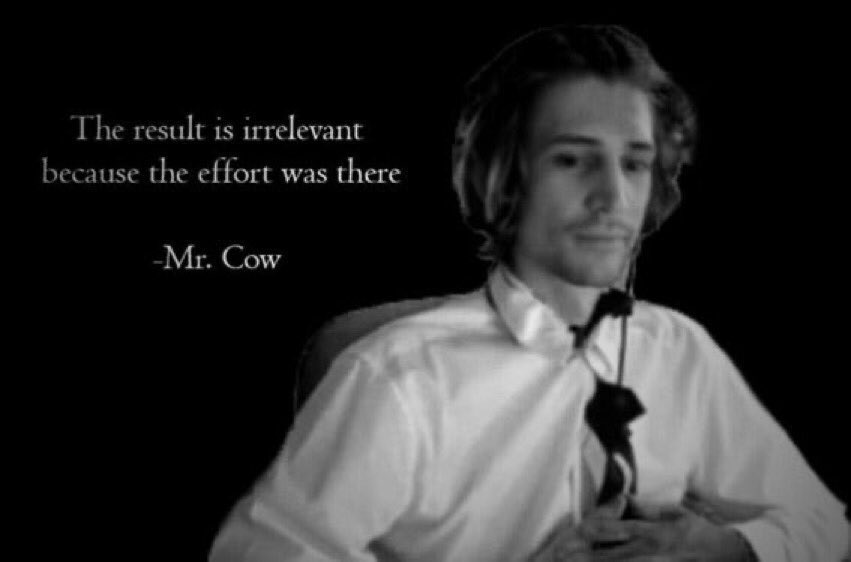 The result is irrelevant
because the effort was there
-Mr. Cow